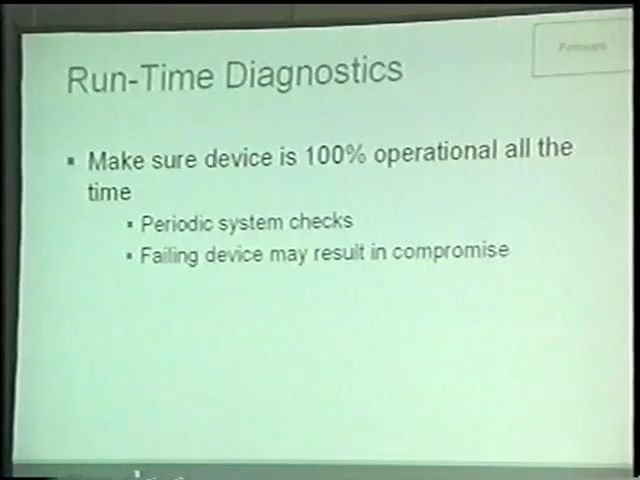 Firmware
Run-Time Diagnostics
▪ Make sure device is 100% operational all the
time
▪ Periodic system checks
▪ Failing device may result in compromise